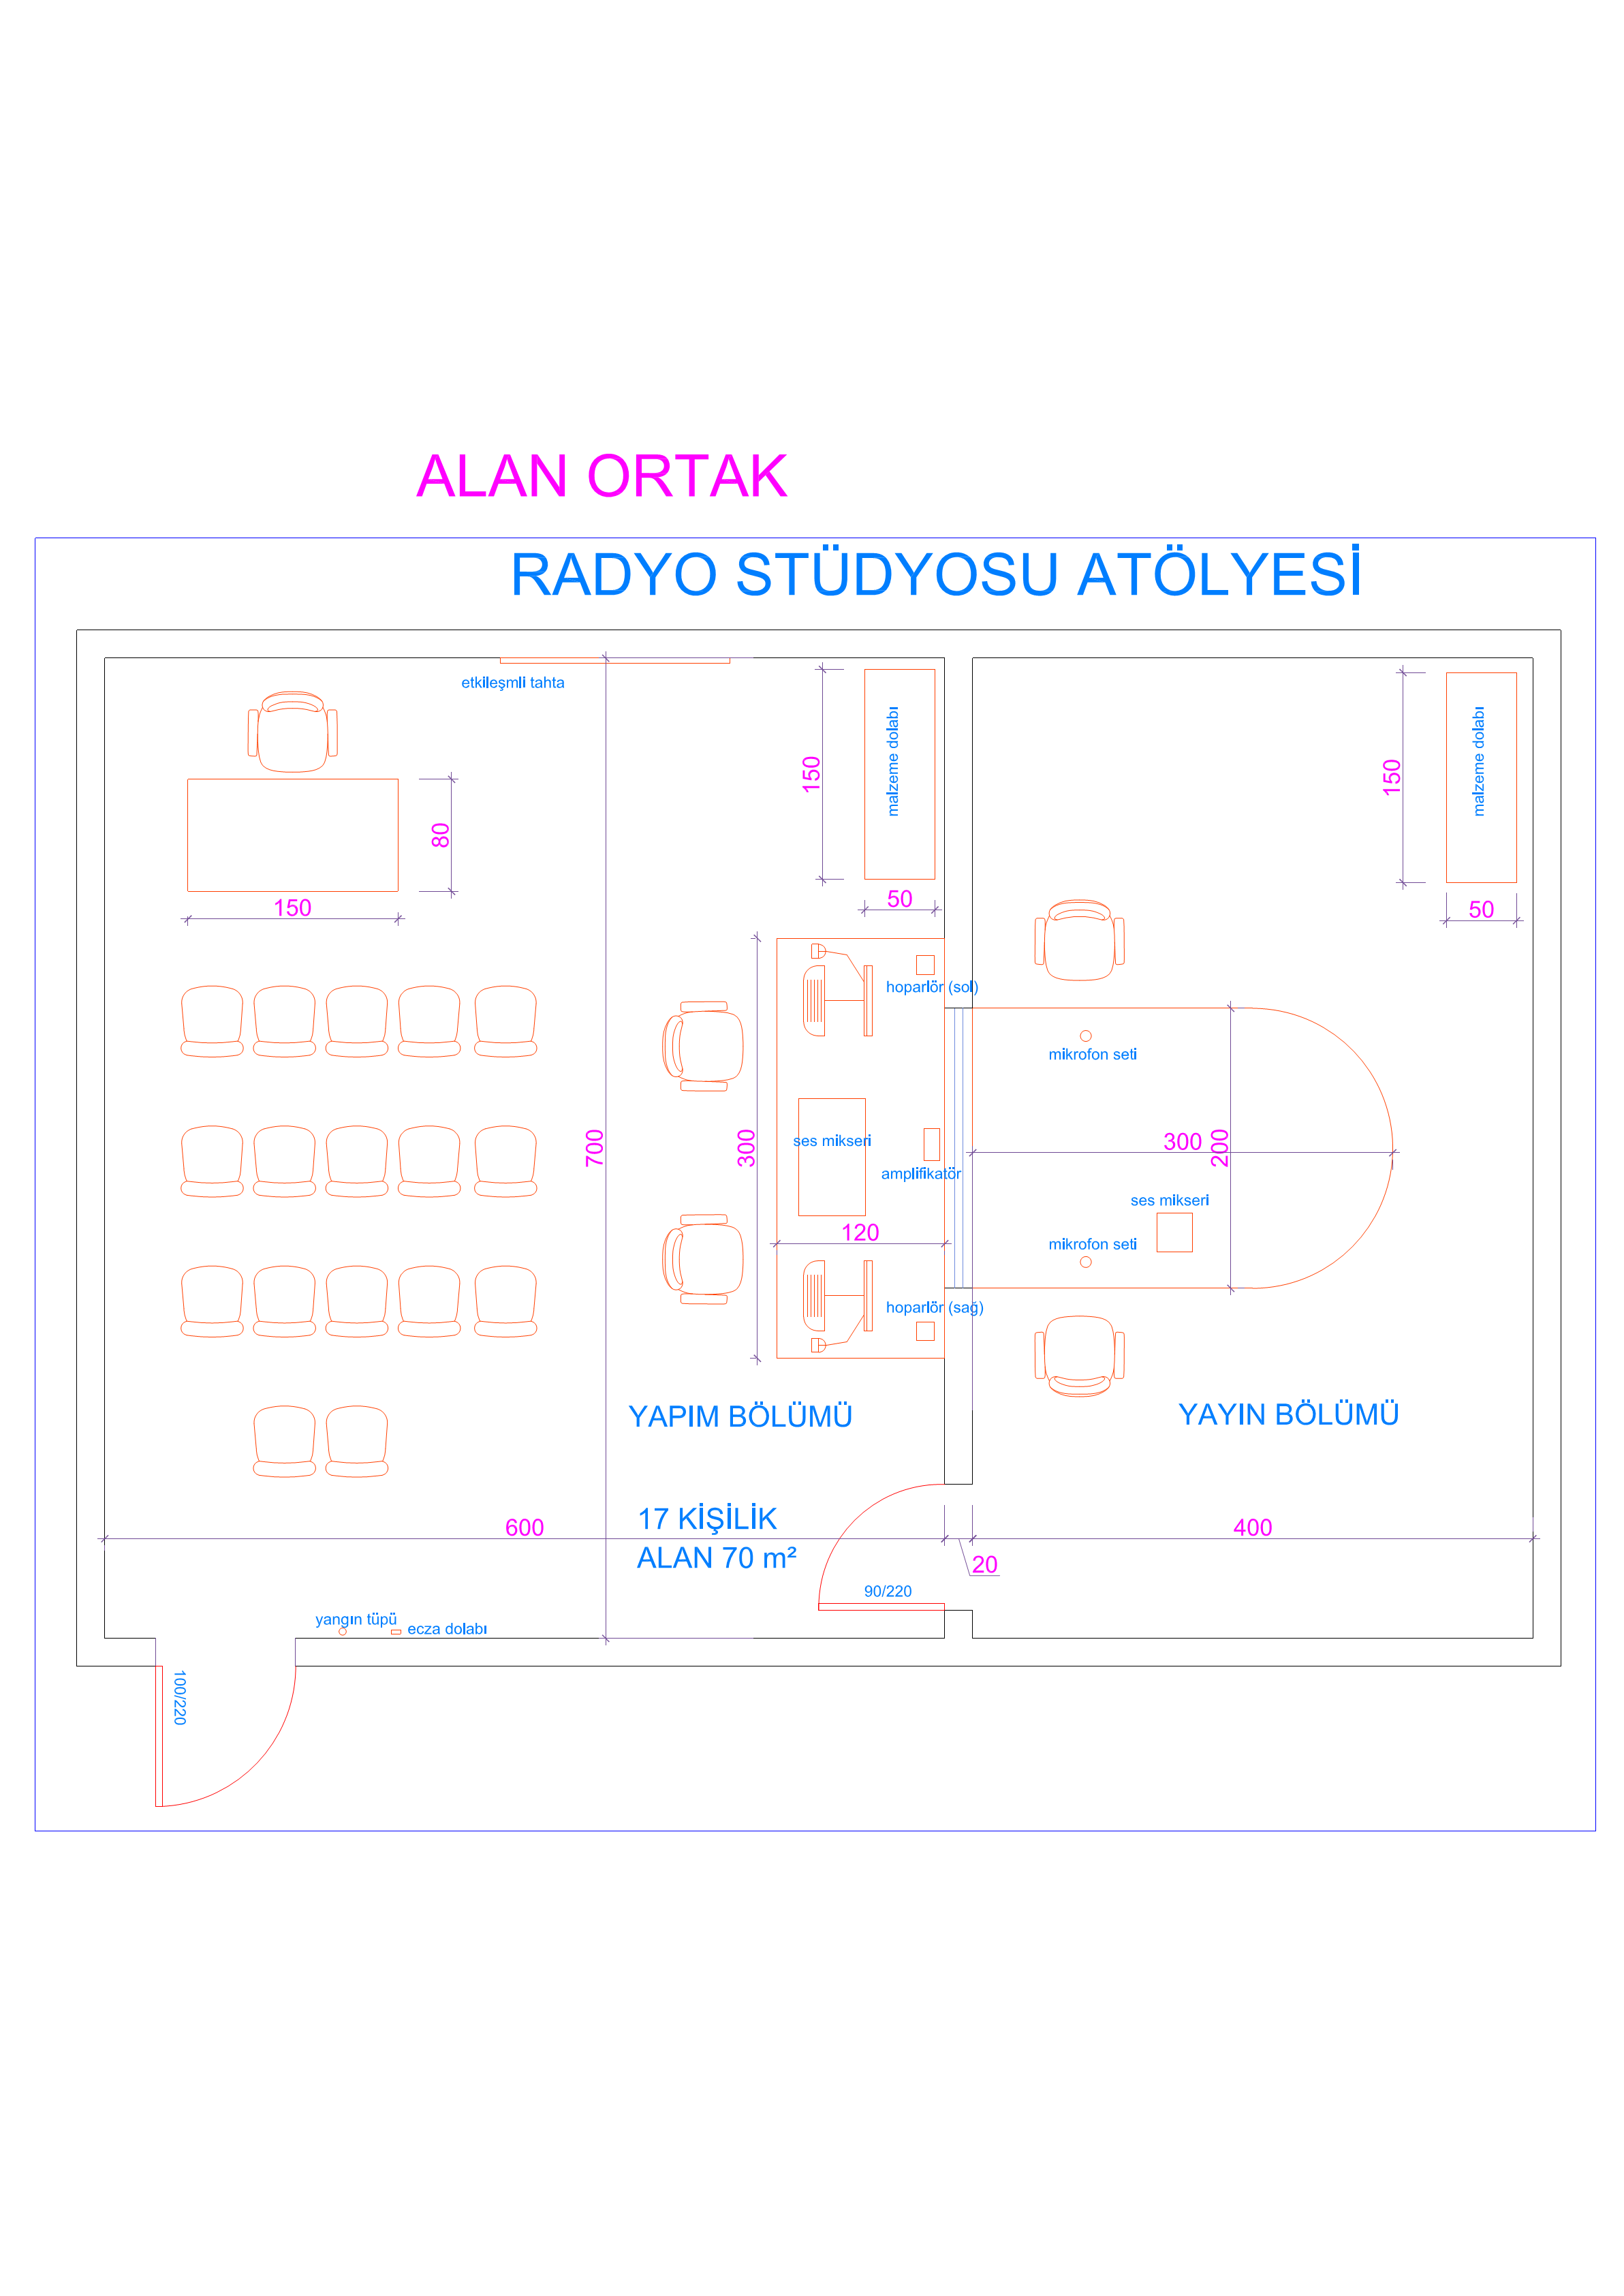 ALAN ORTAK
RADYO STÜDYOSU ATÖLYESİ
etkileşmli tahta
malzeme dolabı
malzeme dolabı
150
150
80
150
50
50
hoparlör (sol)
mikrofon seti
700
300
ses mikseri
amplifikatör
300
200
ses mikseri
120
mikrofon seti
hoparlör (sağ)
YAPIM BÖLÜMÜ
YAYIN BÖLÜMÜ
600
17 KİŞİLİK
400
ALAN 70 m²
20
90/220
yangın tüpü
ecza dolabı
100/220